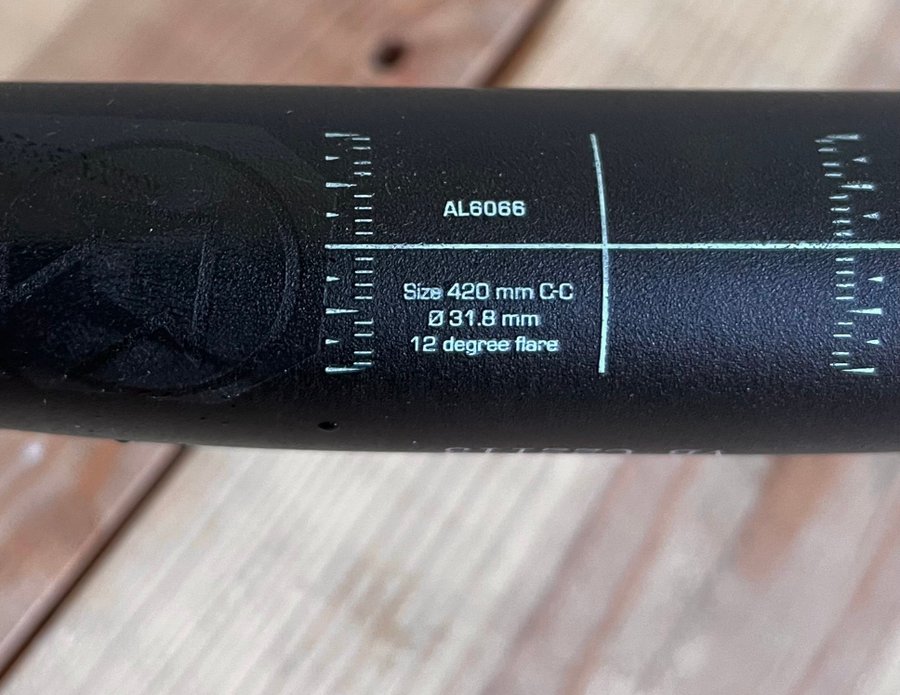 AL6066
Size 420 mm C-C
Ø 31.8 mm
12 degree flare